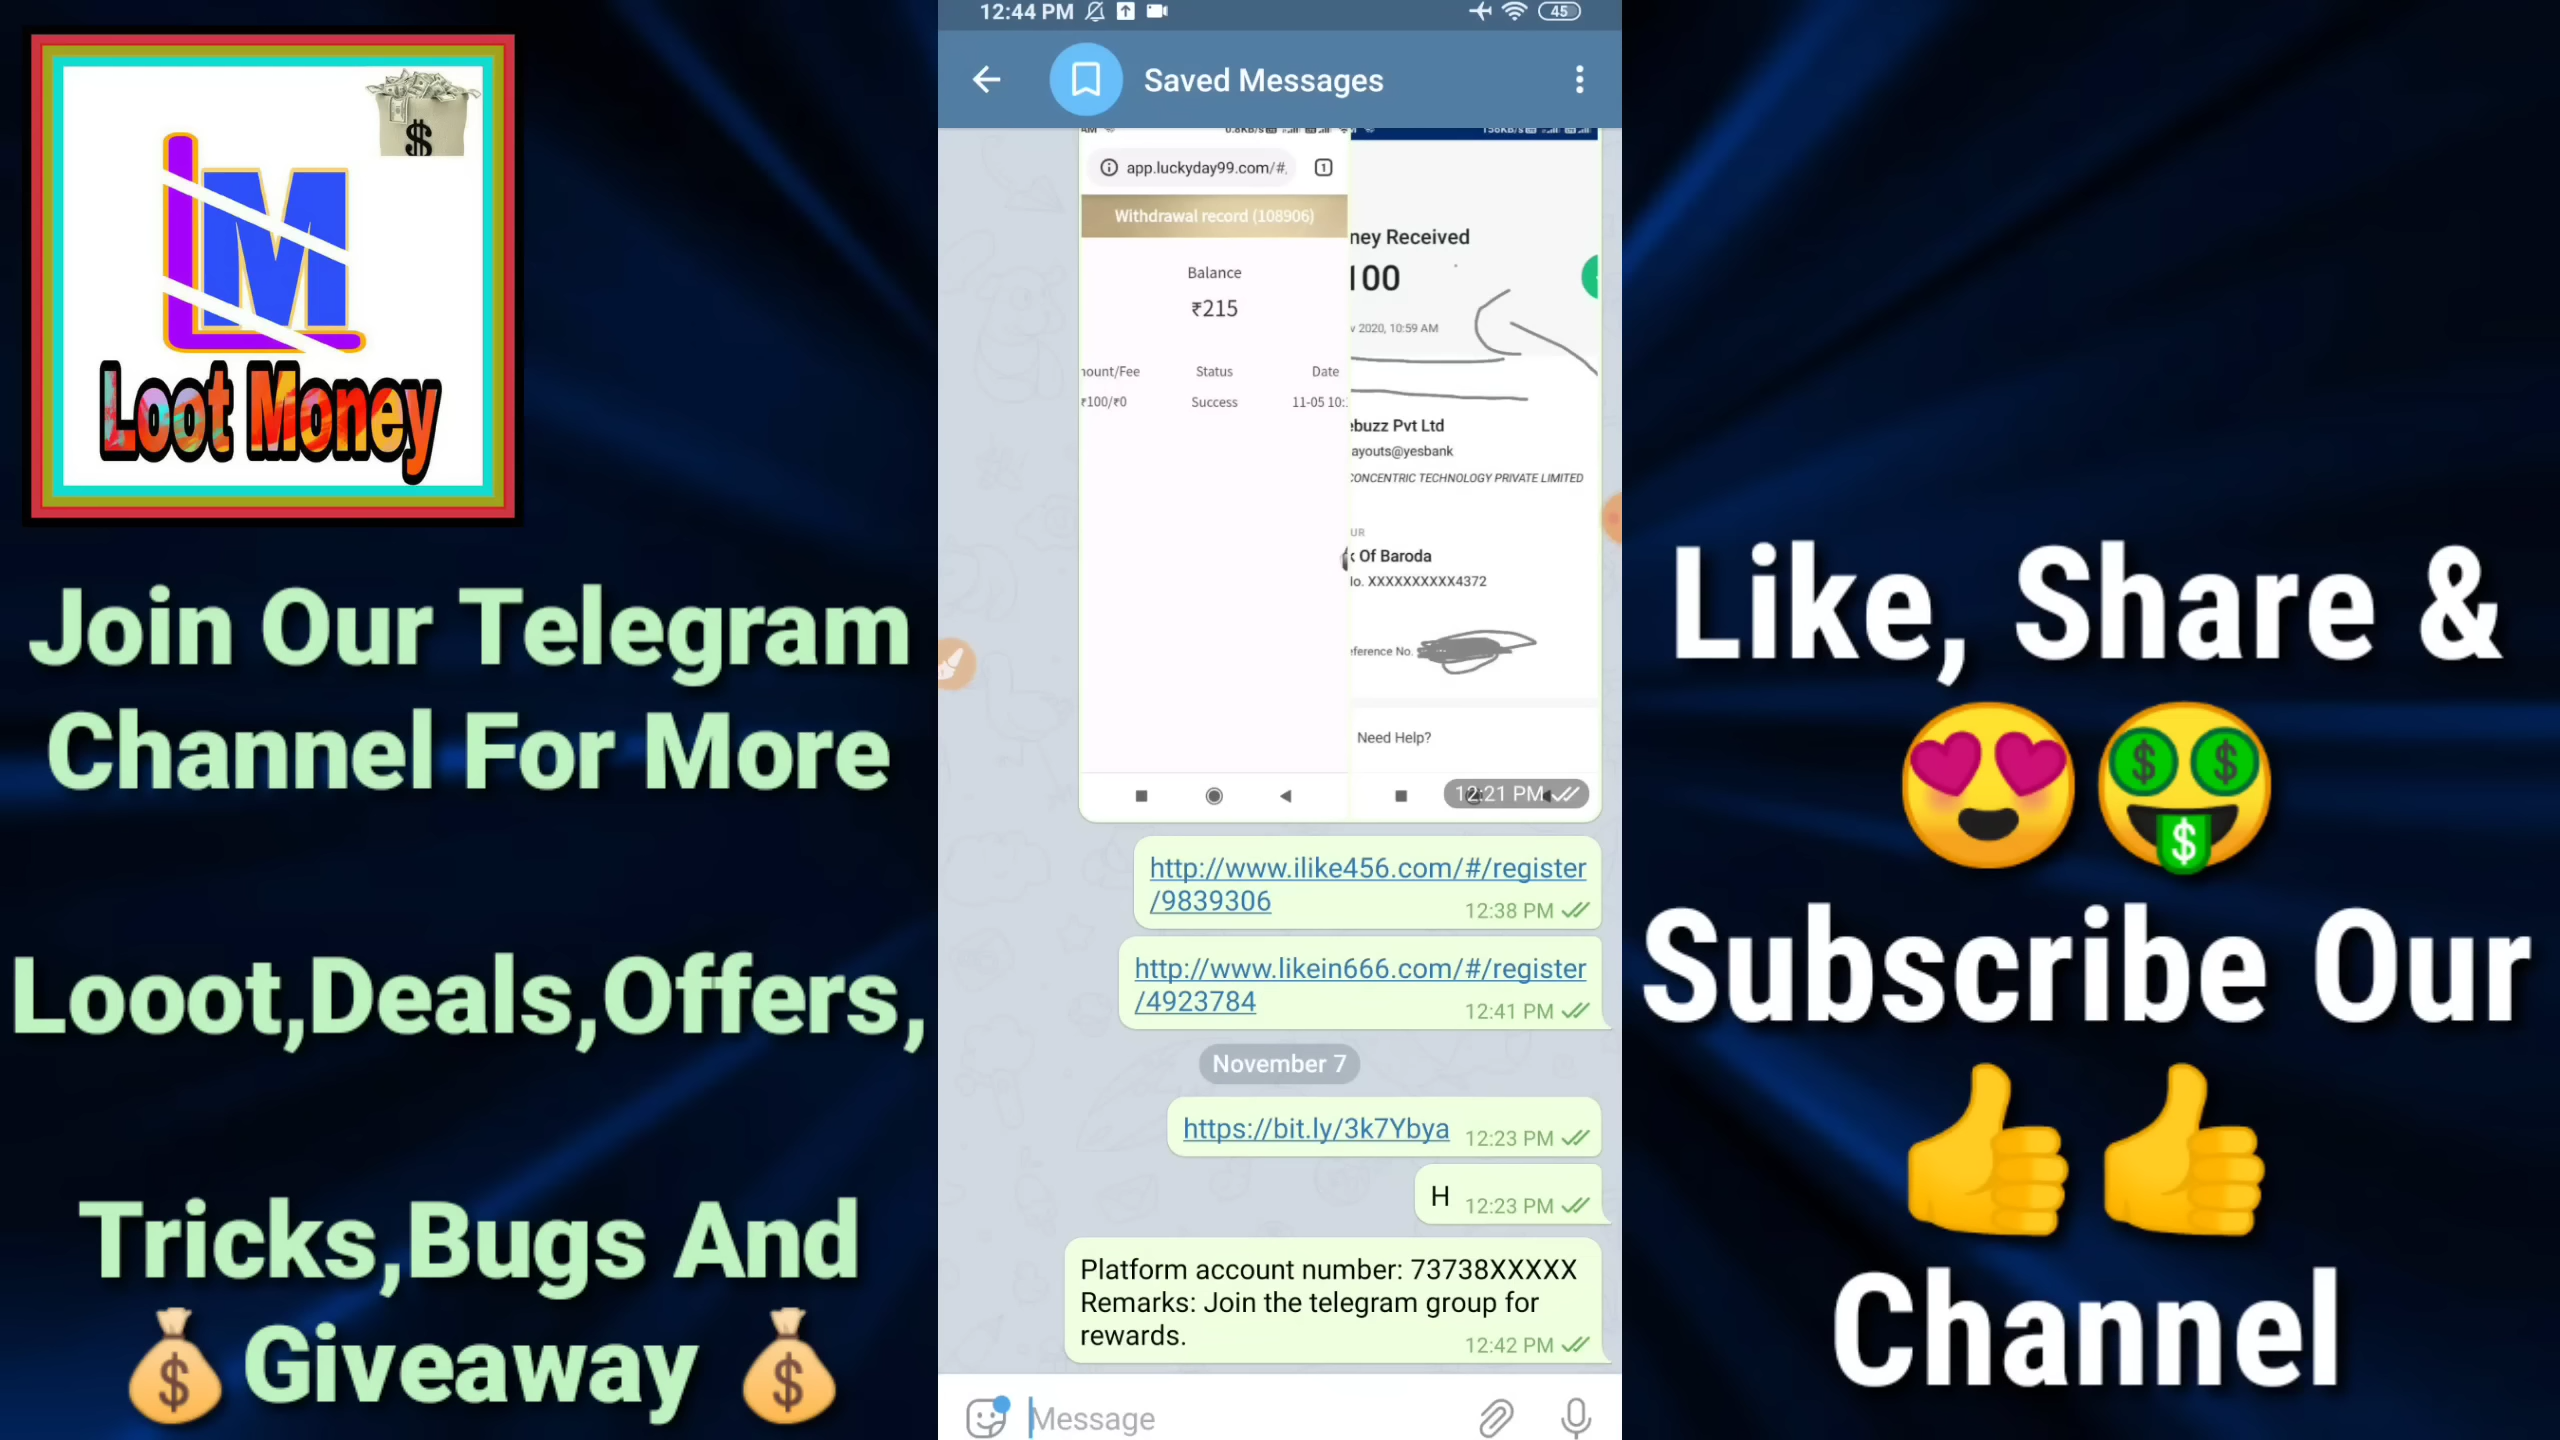 $
Loot Money
Join Our Telegram
Channel For More
Looot,Deals,Offers,
Tricks,Bugs And
Giveaway
12:44 PM
45
Saved Messages
app.luckyday99.com/#
1
Withdrawal record (108906)
Balance
₹215
Status
Date
₹100/₹0
Success
11-05 10:
Received
100
2020, 10:59 AM
Pvt Ltd
ayouts@yesbank
CONCENTRIC TECHNOLOGY PRIVATE LIMITED
Of Baroda
XXXXXXXXXX4372
No.
Need Help?
12:21 PM
http://www.ilike456.com/#/register
/9839306
12:38 PM
http://www.likein666.com/#/register
/4923784
12:41 PM
November 7
https://bit.ly/3k7Ybya
12:23 PM
H
12:23 PM
Platform account number: 73738XXXXX
Remarks: Join the telegram group for
rewards.
12:42 PM
Message
Like, Share &
Subscribe Our
Channel